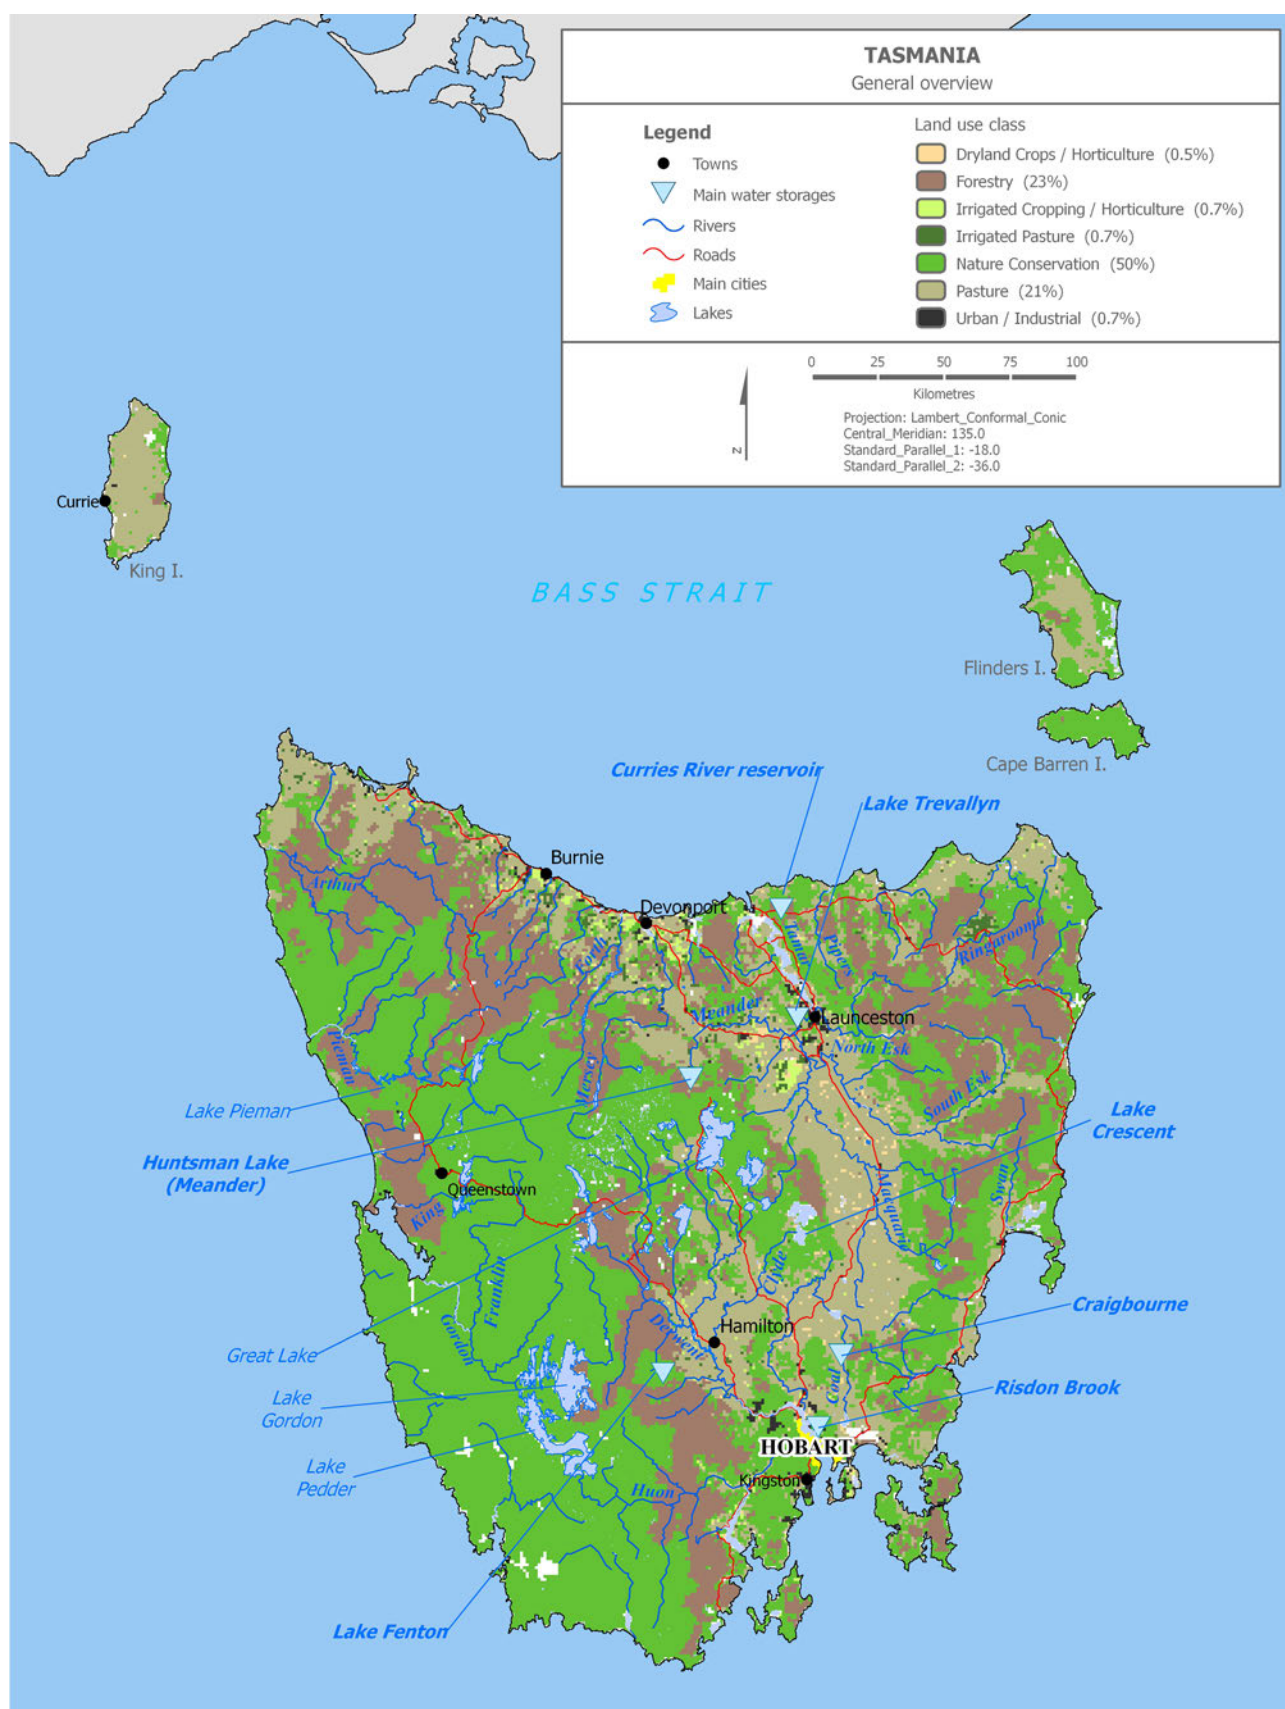 TASMANIA
General overview
Legend
Towns
Main water storages
Rivers
Roads
Main cities
Lakes
Land use class
Dryland Crops / Horticulture (0.5%)
Forestry (23%)
Irrigated Cropping / Horticulture (0.7%)
Irrigated Pasture (0.7%)
Nature Conservation (50%)
Pasture (21%)
Urban / Industrial (0.7%)
0 25 50 75 100
Kilometres
Projection: Lambert_Conformal_Conic
Central_Meridian: 135.0
Standard_Parallel_1: -18.0
Standard_Parallel_2: -36.0
N
Currie
King I.
BASS STRAIT
Flinders I.
Cape Barren I.
Curries River reservoir
Lake Trevallyn
Burnie
Arthur
Devonport
Forth
Tamar
Pipers
Ringarooma
Meander
Launceston
North Esk
Pieman
Mersey
South Esk
Lake Pieman
Lake
Crescent
Huntsman Lake
(Meander)
Queenstown
King
Macquarie
Swan
Franklin
Clyde
Gordon
Craigbourne
Derwent
Hamilton
Great Lake
Coal
Risdon Brook
Lake
Gordon
HOBART
Lake
Pedder
Kingston
Huon
Lake Fenton